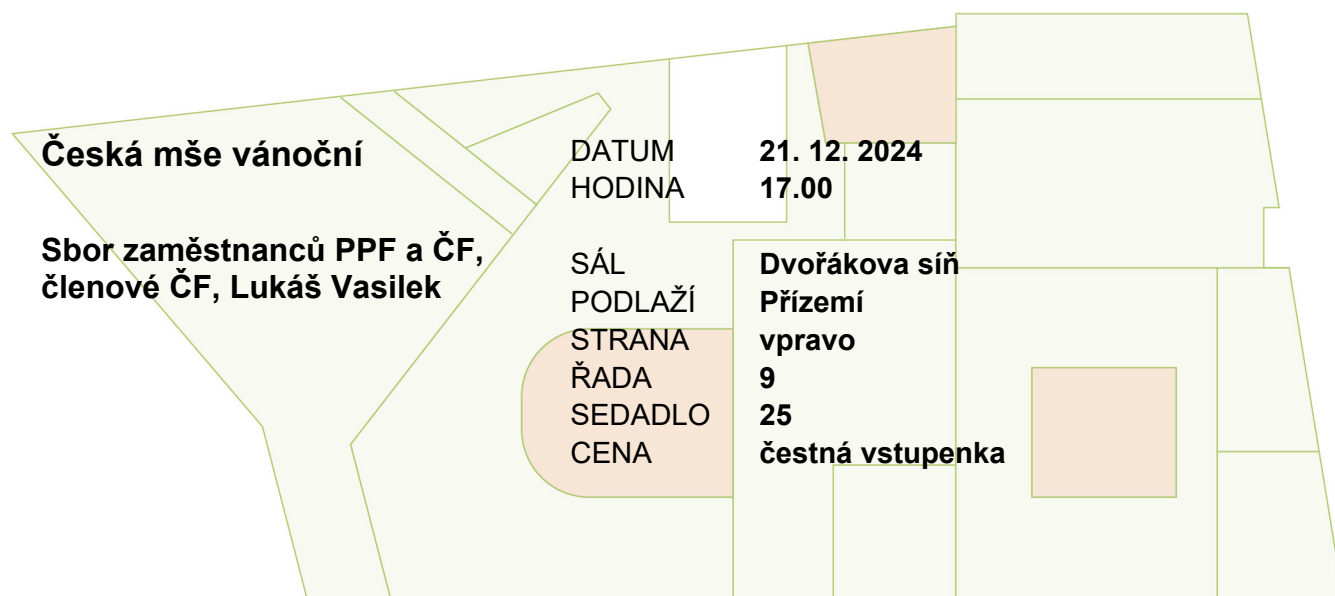 Česká mše vánoční
Sbor zaměstnanců PPF a ČF,
členové ČF, Lukáš Vasilek
DATUM 21. 12. 2024
HODINA 17.00
SÁL Dvořákova síň
PODLAŽÍ Přízemí
STRANA vpravo
ŘADA 9
SEDADLO 25
CENA čestná vstupenka